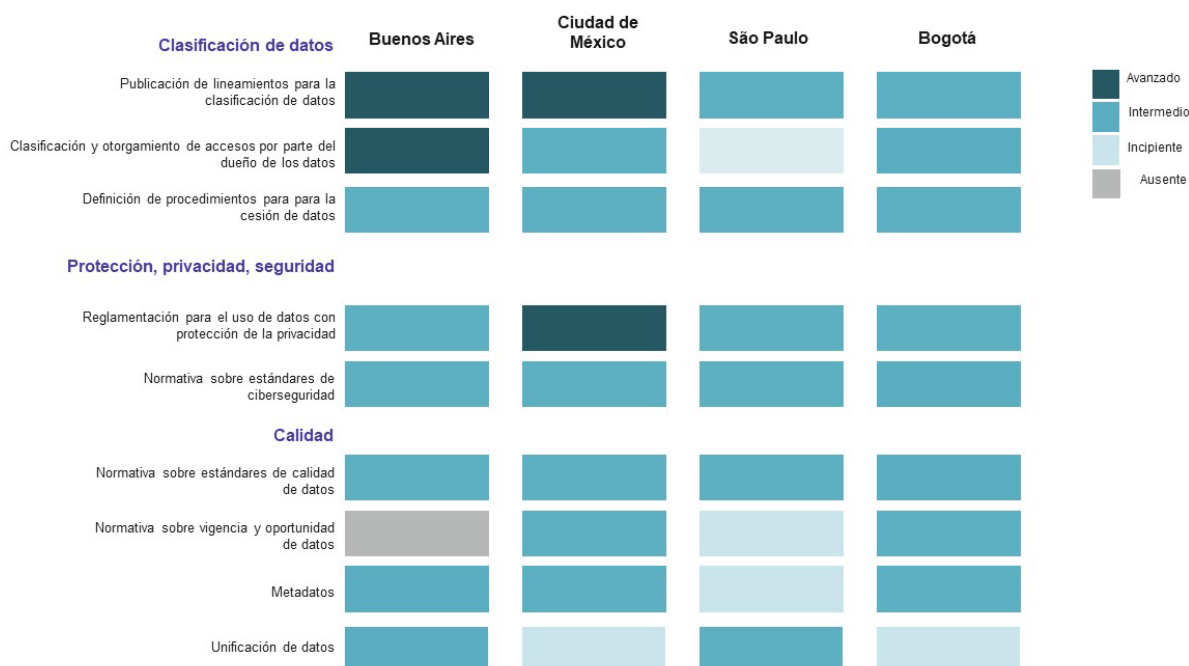 Clasificación de datos
Buenos Aires
Ciudad de
México
São Paulo
Bogotá
Publicación de lineamientos para la
clasificación de datos
Clasificación y otorgamiento de accesos por parte del
dueño de los datos
Definición de procedimientos para para la
cesión de datos
Protección, privacidad, seguridad
Reglamentación para el uso de datos con
protección de la privacidad
Normativa sobre estándares de
ciberseguridad
Calidad
Normativa sobre estándares de calidad
de datos
Normativa sobre vigencia y oportunidad
de datos
Metadatos
Unificación de datos
Avanzado
Intermedio
Incipiente
Ausente